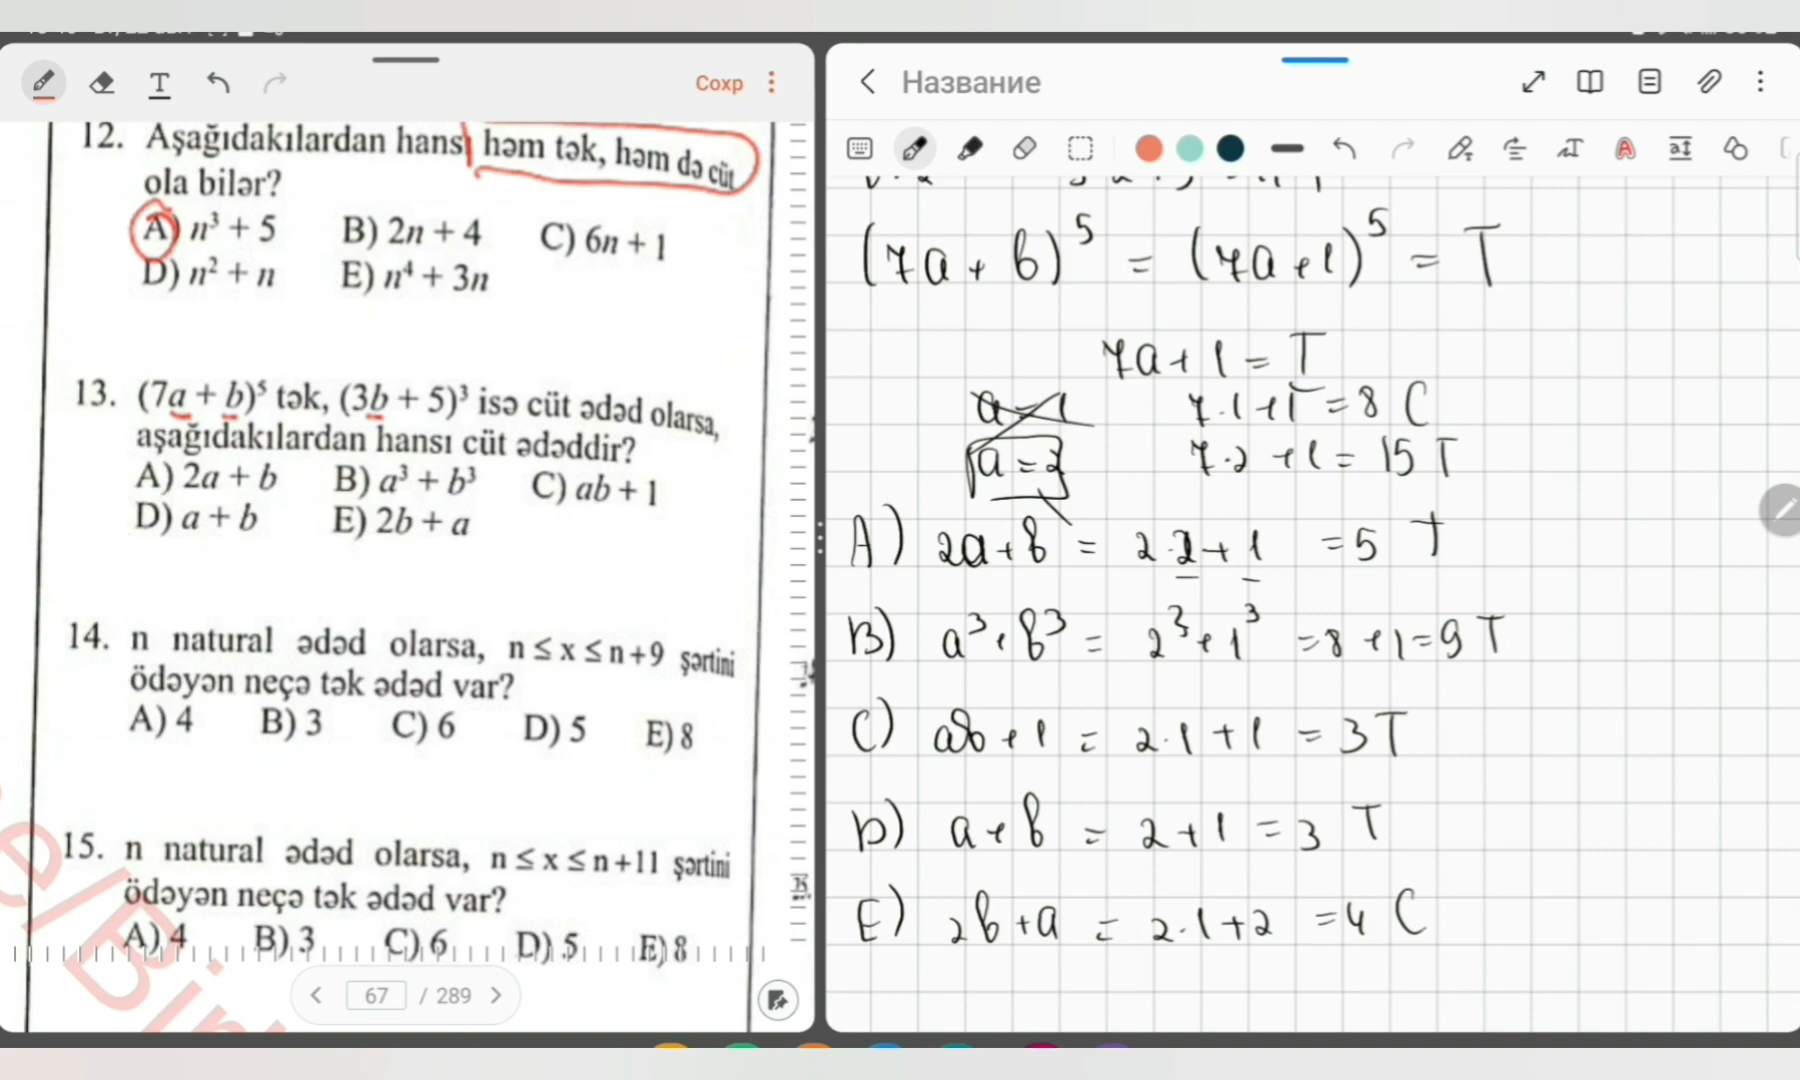 Сохр
12. Aşağıdakılardan hansı həm tək, həm də cüt
ola bilər?
A) n³ + 5 B) 2n + 4 C) 6n + 1
D) n² + n E) n⁴ + 3n
13. (7a + b)⁵ tək, (3b + 5)³ isə cüt ədəd olarsa,
aşağıdakılardan hansı cüt ədəddir?
A) 2a + b B) a³ + b³ C) ab + 1
D) a + b E) 2b + a
14. n natural ədəd olarsa, n ≤ x ≤ n+9 şərtini
ödəyən neçə tək ədəd var?
A) 4 B) 3 C) 6 D) 5 E) 8
15. n natural ədəd olarsa, n ≤ x ≤ n+11 şərtini
ödəyən neçə tək ədəd var?
A) 4 B) 3 C) 6 D) 5 E) 8
67 / 289
Название
(7a + b)⁵ = (7a + 1)⁵ = T
7a + 1 = T
a = 1 7·1 + 1 = 8 C
a = 2 7·2 + 1 = 15 T
A) 2a + b = 2·2 + 1 = 5 T
B) a³ + b³ = 2³ + 1³ = 8 + 1 = 9 T
C) ab + 1 = 2·1 + 1 = 3 T
D) a + b = 2 + 1 = 3 T
E) 2b + a = 2·1 + 2 = 4 C